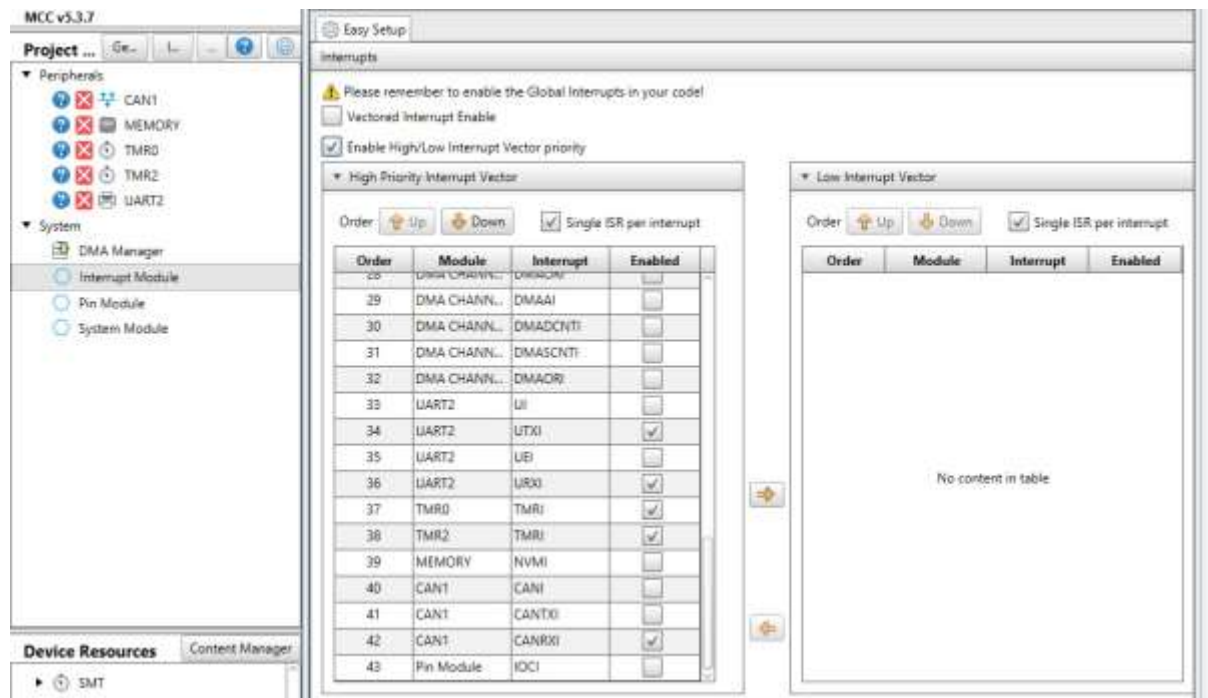 MCC v5.3.7
Project ... Ge... I... ...
Peripherals
CAN1
MEMORY
TMR0
TMR2
UART2
System
DMA Manager
Interrupt Module
Pin Module
System Module
Device Resources Content Manager
SMT
Easy Setup
Interrupts
Please remember to enable the Global Interrupts in your code!
Vectored Interrupt Enable
Enable High/Low Interrupt Vector priority
High Priority Interrupt Vector
Order Up Down Single ISR per interrupt
Order Module Interrupt Enabled
28 DMA CHANN... DMAORI
29 DMA CHANN... DMAAI
30 DMA CHANN... DMADCNTI
31 DMA CHANN... DMASCNTI
32 DMA CHANN... DMAORI
33 UART2 UI
34 UART2 UTXI
35 UART2 UEI
36 UART2 URXI
37 TMR0 TMRI
38 TMR2 TMRI
39 MEMORY NVMI
40 CAN1 CANI
41 CAN1 CANTXI
42 CAN1 CANRXI
43 Pin Module IOCI
Low Interrupt Vector
Order Up Down Single ISR per interrupt
Order Module Interrupt Enabled
No content in table